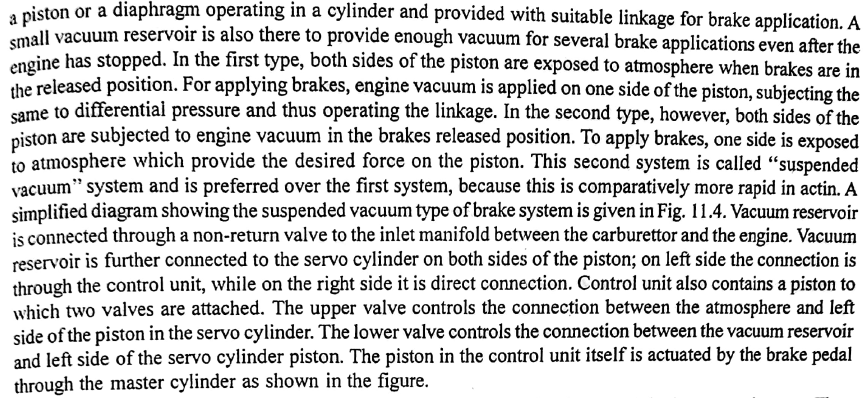 a piston or a diaphragm operating in a cylinder and provided with suitable linkage for brake application. A
small vacuum reservoir is also there to provide enough vacuum for several brake applications even after the
engine has stopped. In the first type, both sides of the piston are exposed to atmosphere when brakes are in
the released position. For applying brakes, engine vacuum is applied on one side of the piston, subjecting the
same to differential pressure and thus operating the linkage. In the second type, however, both sides of the
piston are subjected to engine vacuum in the brakes released position. To apply brakes, one side is exposed
to atmosphere which provide the desired force on the piston. This second system is called “suspended
vacuum” system and is preferred over the first system, because this is comparatively more rapid in actin. A
simplified diagram showing the suspended vacuum type of brake system is given in Fig. 11.4. Vacuum reservoir
is connected through a non-return valve to the inlet manifold between the carburettor and the engine. Vacuum
reservoir is further connected to the servo cylinder on both sides of the piston; on left side the connection is
through the control unit, while on the right side it is direct connection. Control unit also contains a piston to
which two valves are attached. The upper valve controls the connection between the atmosphere and left
side of the piston in the servo cylinder. The lower valve controls the connection between the vacuum reservoir
and left side of the servo cylinder piston. The piston in the control unit itself is actuated by the brake pedal
through the master cylinder as shown in the figure.